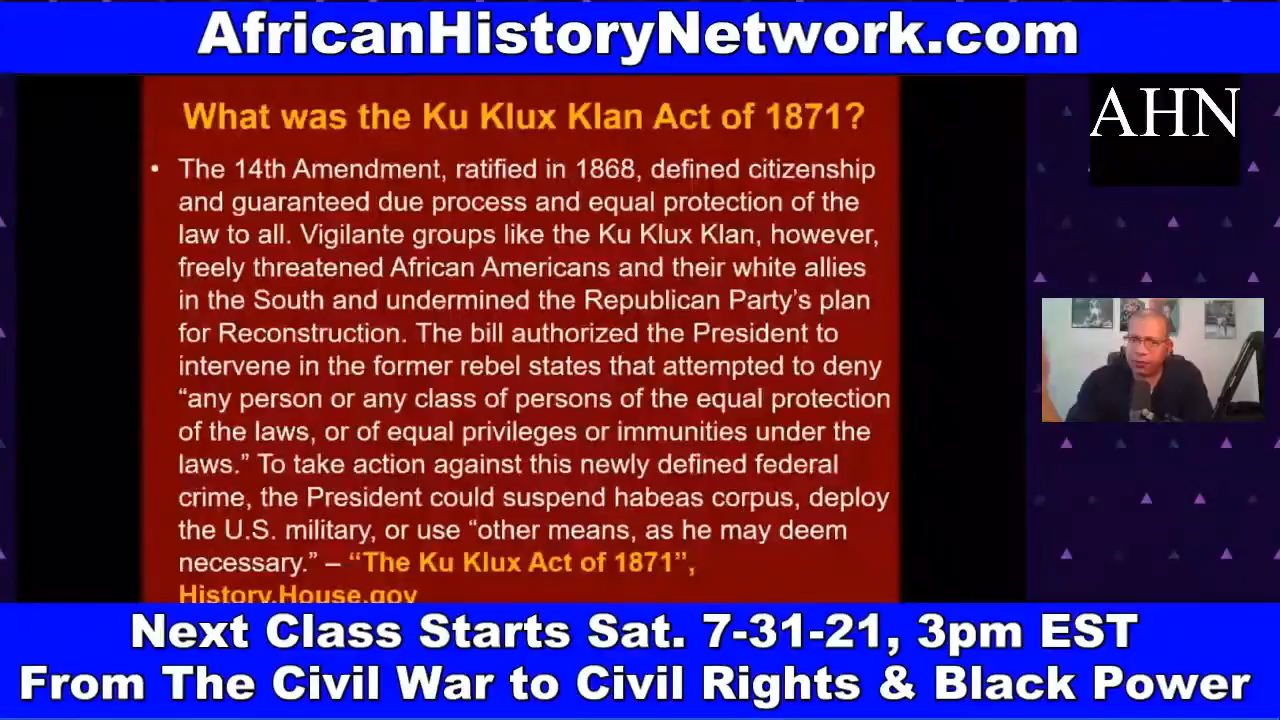 AfricanHistoryNetwork.com
AHN
What was the Ku Klux Klan Act of 1871?
• The 14th Amendment, ratified in 1868, defined citizenship
and guaranteed due process and equal protection of the
law to all. Vigilante groups like the Ku Klux Klan, however,
freely threatened African Americans and their white allies
in the South and undermined the Republican Party’s plan
for Reconstruction. The bill authorized the President to
intervene in the former rebel states that attempted to deny
“any person or any class of persons of the equal protection
of the laws, or of equal privileges or immunities under the
laws.” To take action against this newly defined federal
crime, the President could suspend habeas corpus, deploy
the U.S. military, or use “other means, as he may deem
necessary.” – “The Ku Klux Act of 1871”,
History.House.gov
Next Class Starts Sat. 7-31-21, 3pm EST
From The Civil War to Civil Rights & Black Power